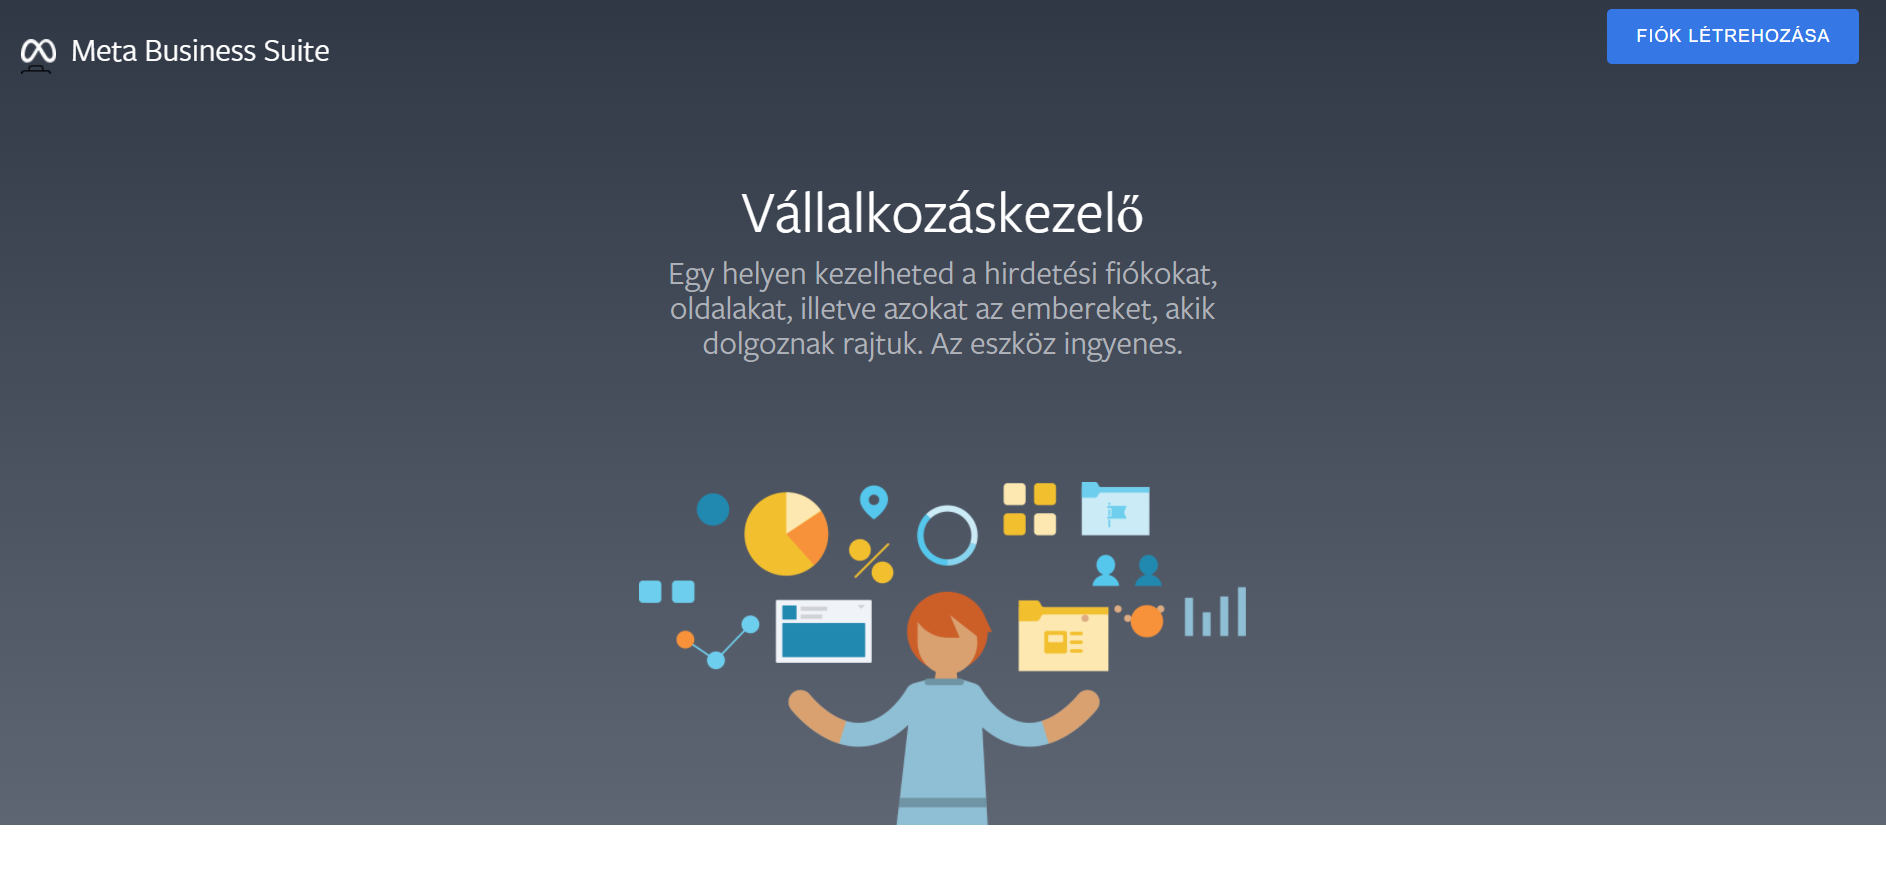 Meta Business Suite
FIÓK LÉTREHOZÁSA
Vállalkozáskezelő
Egy helyen kezelheted a hirdetési fiókokat,
oldalakat, illetve azokat az embereket, akik
dolgoznak rajtuk. Az eszköz ingyenes.